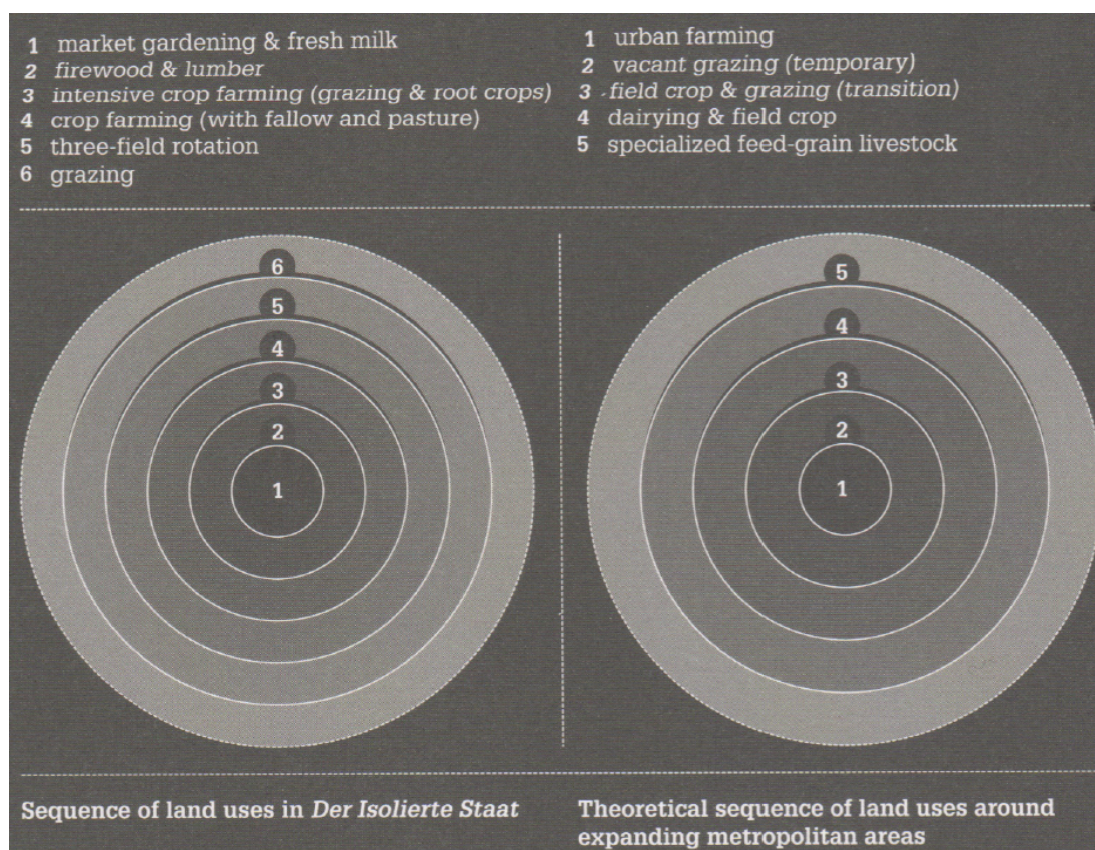 1 market gardening & fresh milk
2 firewood & lumber
3 intensive crop farming (grazing & root crops)
4 crop farming (with fallow and pasture)
5 three-field rotation
6 grazing
1 urban farming
2 vacant grazing (temporary)
3 field crop & grazing (transition)
4 dairying & field crop
5 specialized feed-grain livestock
6
5
4
3
2
1
5
4
3
2
1
Sequence of land uses in Der Isolierte Staat
Theoretical sequence of land uses around
expanding metropolitan areas